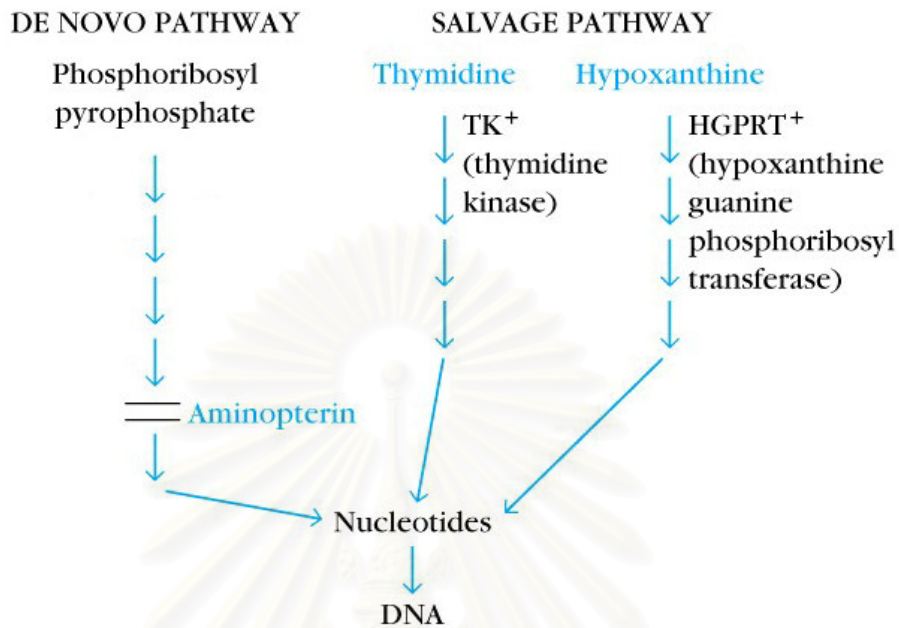 DE NOVO PATHWAY
SALVAGE PATHWAY
Phosphoribosyl
pyrophosphate
Thymidine
Hypoxanthine
TK+
(thymidine
kinase)
HGPRT+
(hypoxanthine
guanine
phosphoribosyl
transferase)
Aminopterin
Nucleotides
DNA